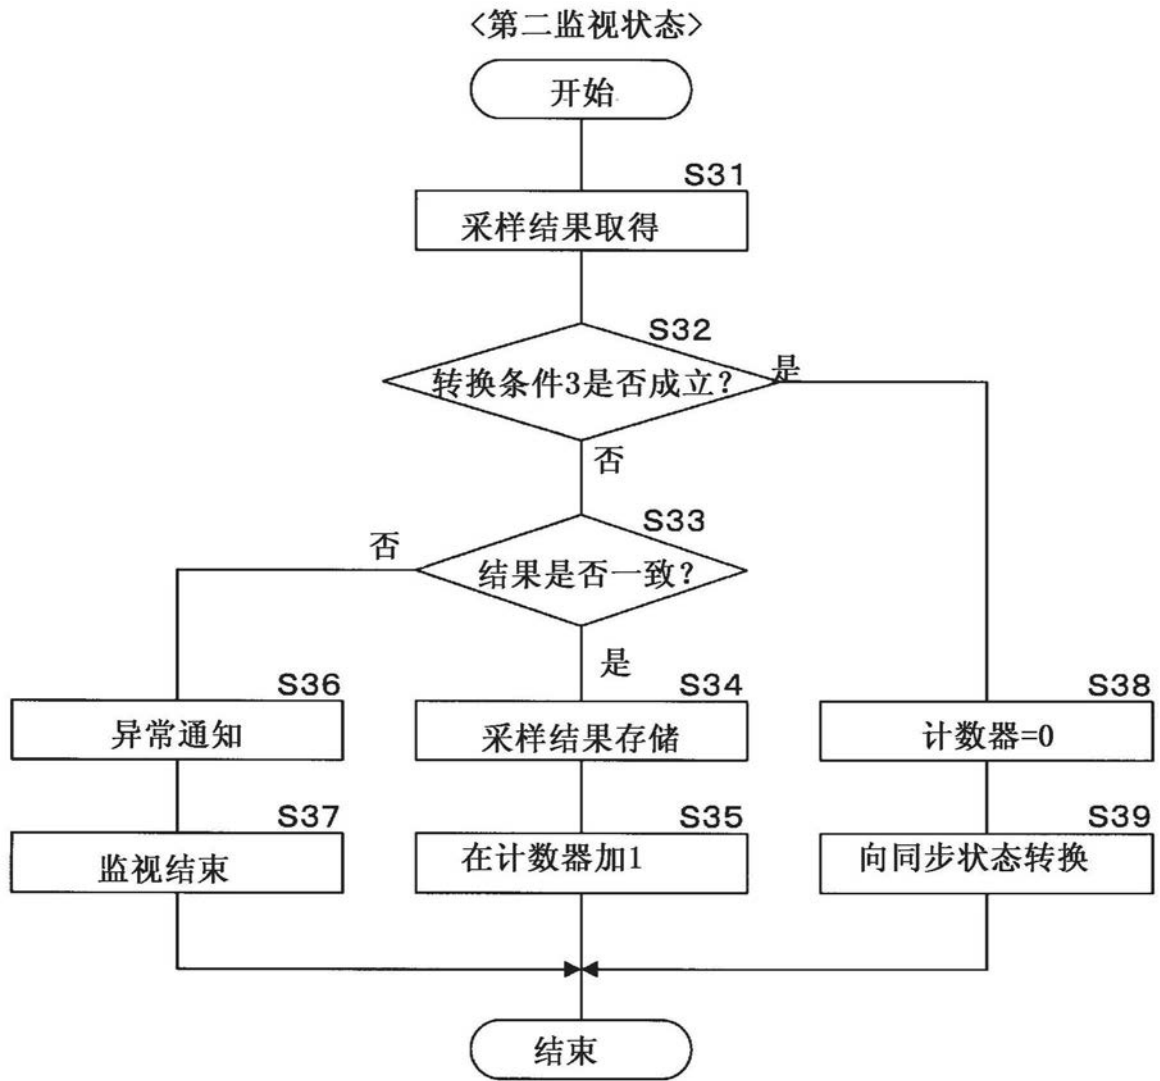 <第二监视状态>
开始
S31
采样结果取得
S32
转换条件3是否成立?
是
否
S33
否
结果是否一致?
是
S36
S34
S38
异常通知
采样结果存储
计数器=0
S37
S35
S39
监视结束
在计数器加1
向同步状态转换
结束